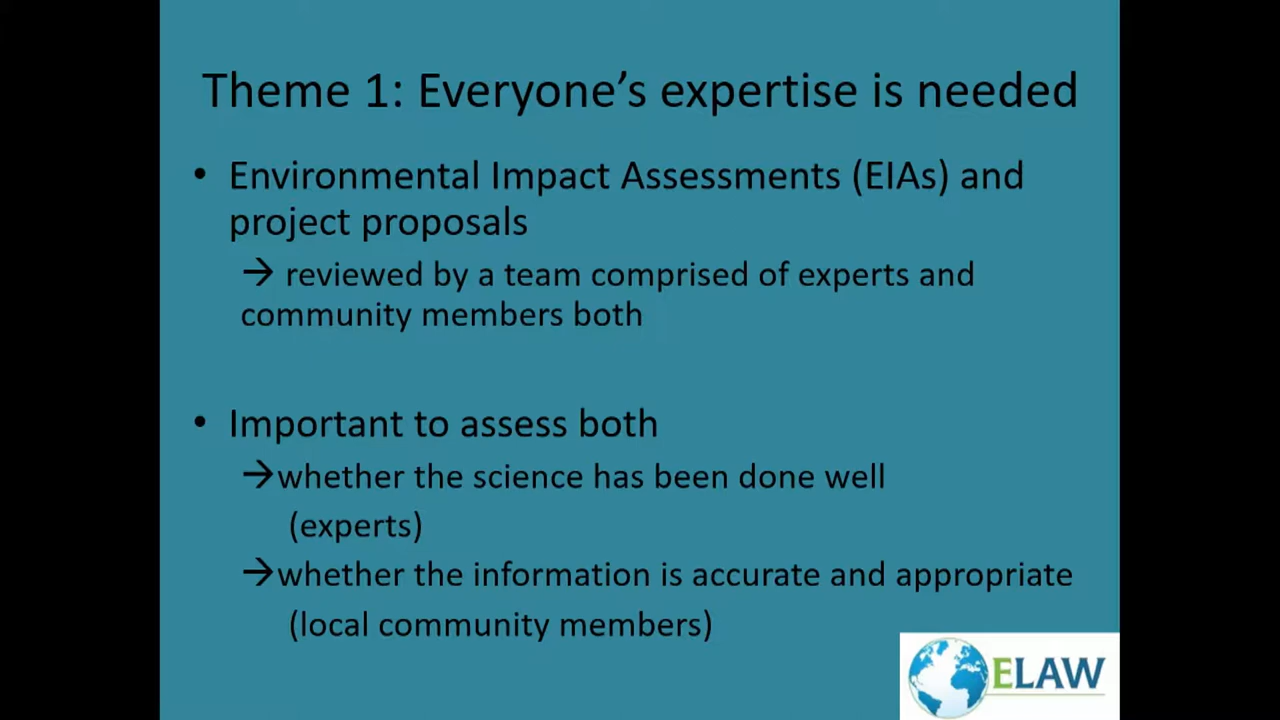 Theme 1: Everyone’s expertise is needed
• Environmental Impact Assessments (EIAs) and
project proposals
→ reviewed by a team comprised of experts and
community members both
• Important to assess both
→whether the science has been done well
(experts)
→whether the information is accurate and appropriate
(local community members)
ELAW